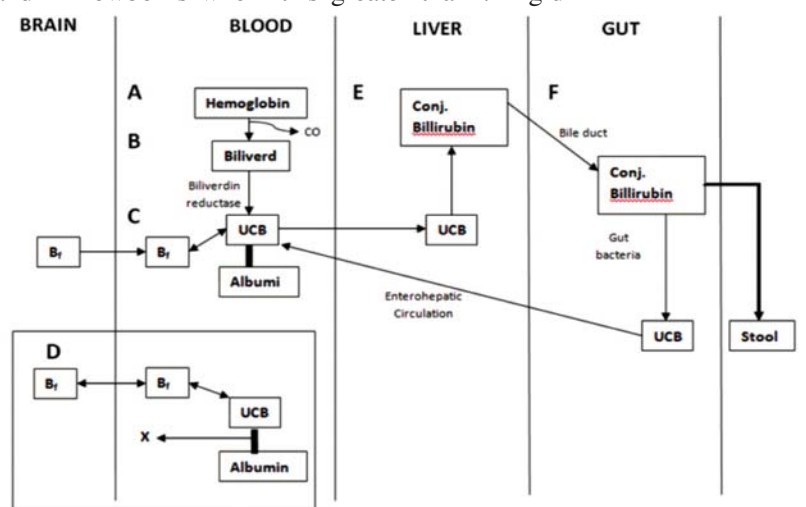 BRAIN BLOOD LIVER GUT
A Hemoglobin E Conj. Billirubin F
CO
Bile duct
B Biliverd
Conj. Billirubin
Biliverdin reductase
C UCB UCB
Gut bacteria
Bf Bf
Albumi
Enterohepatic Circulation
UCB Stool
D
Bf Bf
UCB
X
Albumin